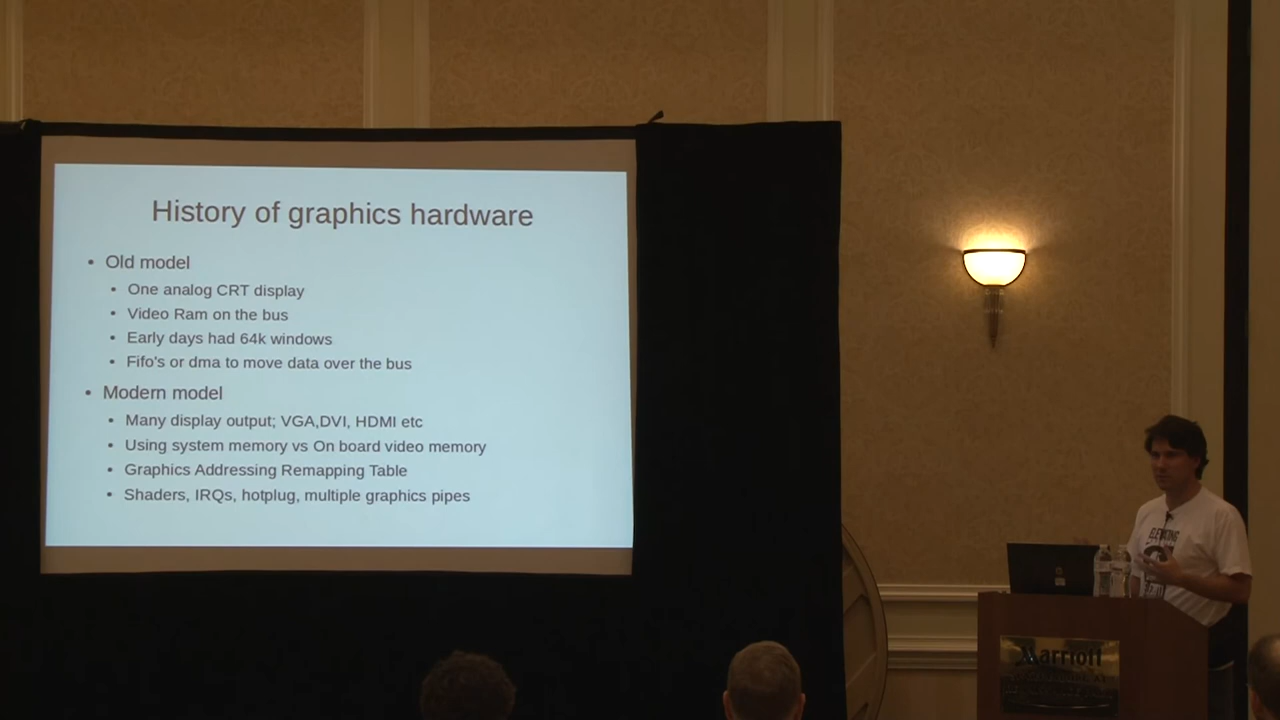 History of graphics hardware
• Old model
• One analog CRT display
• Video Ram on the bus
• Early days had 64k windows
• Fifo's or dma to move data over the bus
• Modern model
• Many display output; VGA,DVI, HDMI etc
• Using system memory vs On board video memory
• Graphics Addressing Remapping Table
• Shaders, IRQs, hotplug, multiple graphics pipes
Marriott